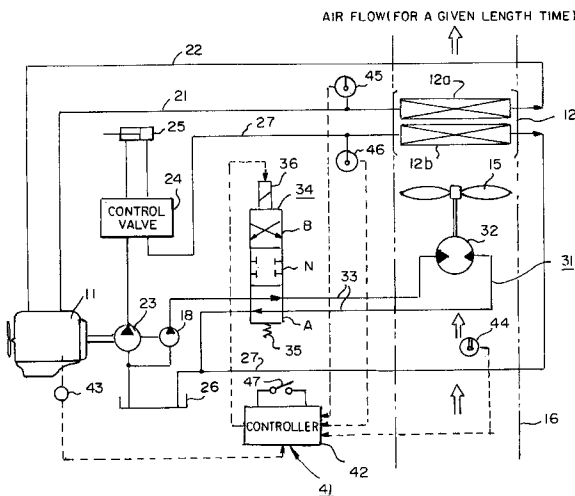 AIR FLOW(FOR A GIVEN LENGTH TIME)
22
12a
45
21
12
25
27
46
12b
36
15
34
24
B
32
CONTROL
VALVE
N
33
31
11
23
18
A
44
35
27
26
47
43
CONTROLLER
16
42
41